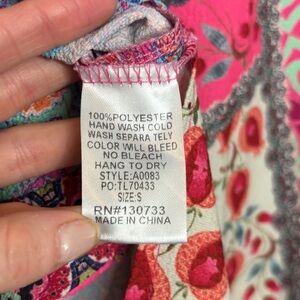 100%POLYESTER
HAND WASH COLD
WASH SEPARA TELY
COLOR WILL BLEED
NO BLEACH
HANG TO DRY
STYLE:A0083
PO:TL70433
SIZE:S
RN#130733
MADE IN CHINA